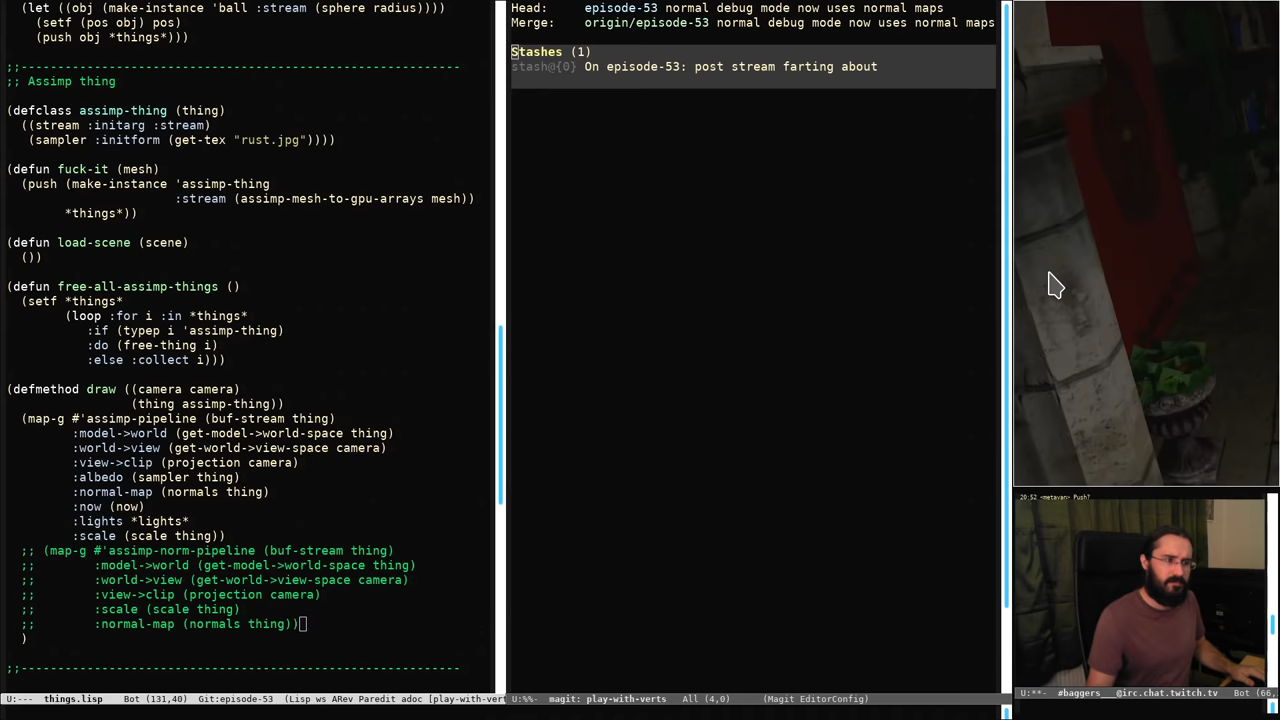 (let ((obj (make-instance 'ball :stream (sphere radius))))
(setf (pos obj) pos)
(push obj *things*)))
;;------------------------------------------------------------
;; Assimp thing
(defclass assimp-thing (thing)
((stream :initarg :stream)
(sampler :initform (get-tex "rust.jpg"))))
(defun fuck-it (mesh)
(push (make-instance 'assimp-thing
:stream (assimp-mesh-to-gpu-arrays mesh))
*things*))
(defun load-scene (scene)
())
(defun free-all-assimp-things ()
(setf *things*
(loop :for i :in *things*
:if (typep i 'assimp-thing)
:do (free-thing i)
:else :collect i)))
(defmethod draw ((camera camera)
(thing assimp-thing))
(map-g #'assimp-pipeline (buf-stream thing)
:model->world (get-model->world-space thing)
:world->view (get-world->view-space camera)
:view->clip (projection camera)
:albedo (sampler thing)
:normal-map (normals thing)
:now (now)
:lights *lights*
:scale (scale thing))
;; (map-g #'assimp-norm-pipeline (buf-stream thing)
;; :model->world (get-model->world-space thing)
;; :world->view (get-world->view-space camera)
;; :view->clip (projection camera)
;; :scale (scale thing)
;; :normal-map (normals thing))
)
;;------------------------------------------------------------
U:--- things.lisp Bot (131,40) Git:episode-53 (Lisp ws ARev Paredit adoc [play-with-vert
Head: episode-53 normal debug mode now uses normal maps
Merge: origin/episode-53 normal debug mode now uses normal maps
Stashes (1)
stash@{0} On episode-53: post stream farting about
U:%%- magit: play-with-verts All (4,0) (Magit EditorConfig)
20:52 <metavan> Push?
U:**- #baggers___@irc.chat.twitch.tv Bot (66,